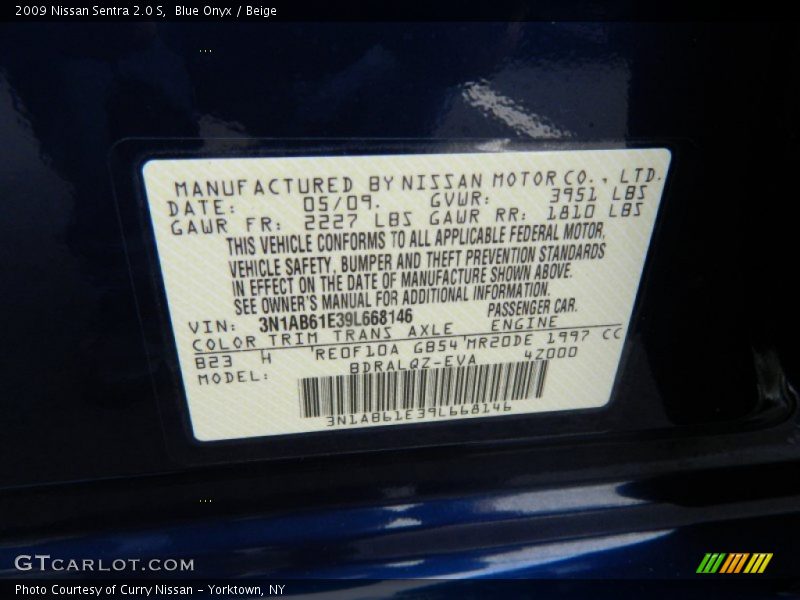 2009 Nissan Sentra 2.0 S,  Blue Onyx / Beige
MANUFACTURED BY NISSAN MOTOR CO., LTD.
DATE: 05/09. GVWR: 3951 LBS
GAWR FR: 2227 LBS GAWR RR: 1810 LBS
THIS VEHICLE CONFORMS TO ALL APPLICABLE FEDERAL MOTOR,
VEHICLE SAFETY, BUMPER AND THEFT PREVENTION STANDARDS
IN EFFECT ON THE DATE OF MANUFACTURE SHOWN ABOVE.
SEE OWNER'S MANUAL FOR ADDITIONAL INFORMATION.
VIN: 3N1AB61E39L668146 PASSENGER CAR.
COLOR TRIM TRANS AXLE ENGINE
B23 H 'RE0F10A GB54 'MR20DE 1997 CC
MODEL: BDRALQZ-EVA 4Z000
3N1AB61E39L668146
GTCARLOT.COM
Photo Courtesy of Curry Nissan - Yorktown, NY